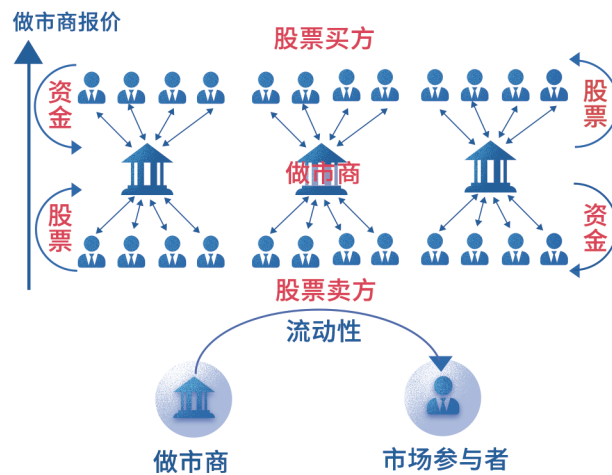 做市商报价
股票买方
资金
股票
做市商
股票
资金
股票卖方
流动性
做市商
市场参与者